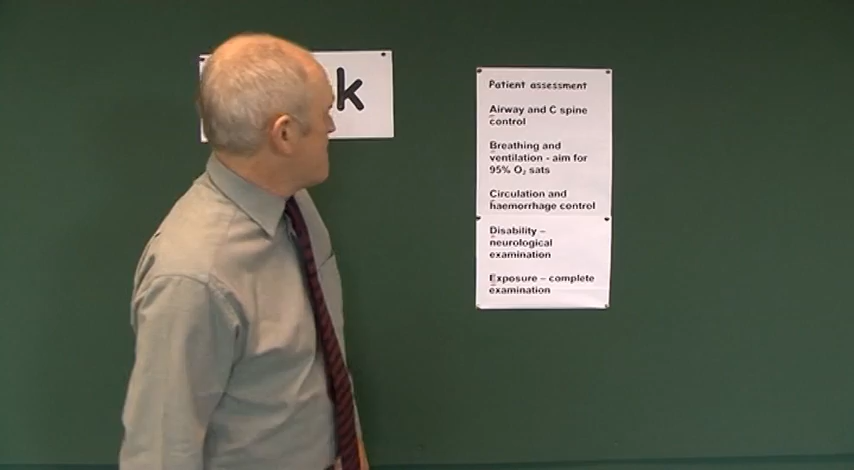 k
Patient assessment
Airway and C spine
control
Breathing and
ventilation - aim for
95% O₂ sats
Circulation and
haemorrhage control
Disability –
neurological
examination
Exposure – complete
examination